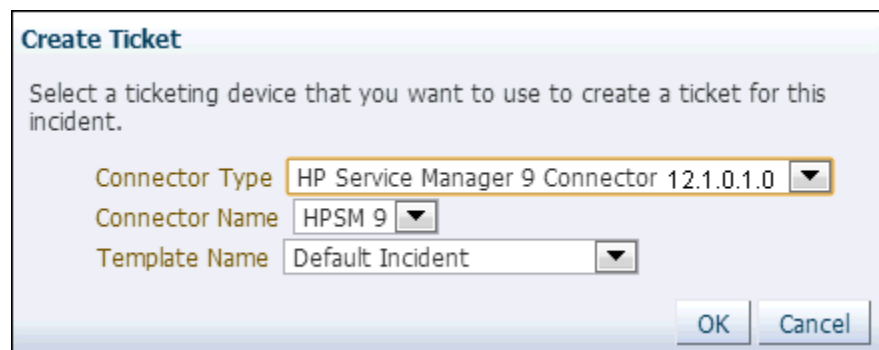 Create Ticket
Select a ticketing device that you want to use to create a ticket for this
incident.
Connector Type HP Service Manager 9 Connector 12.1.0.1.0
Connector Name HPSM 9
Template Name Default Incident
OK Cancel